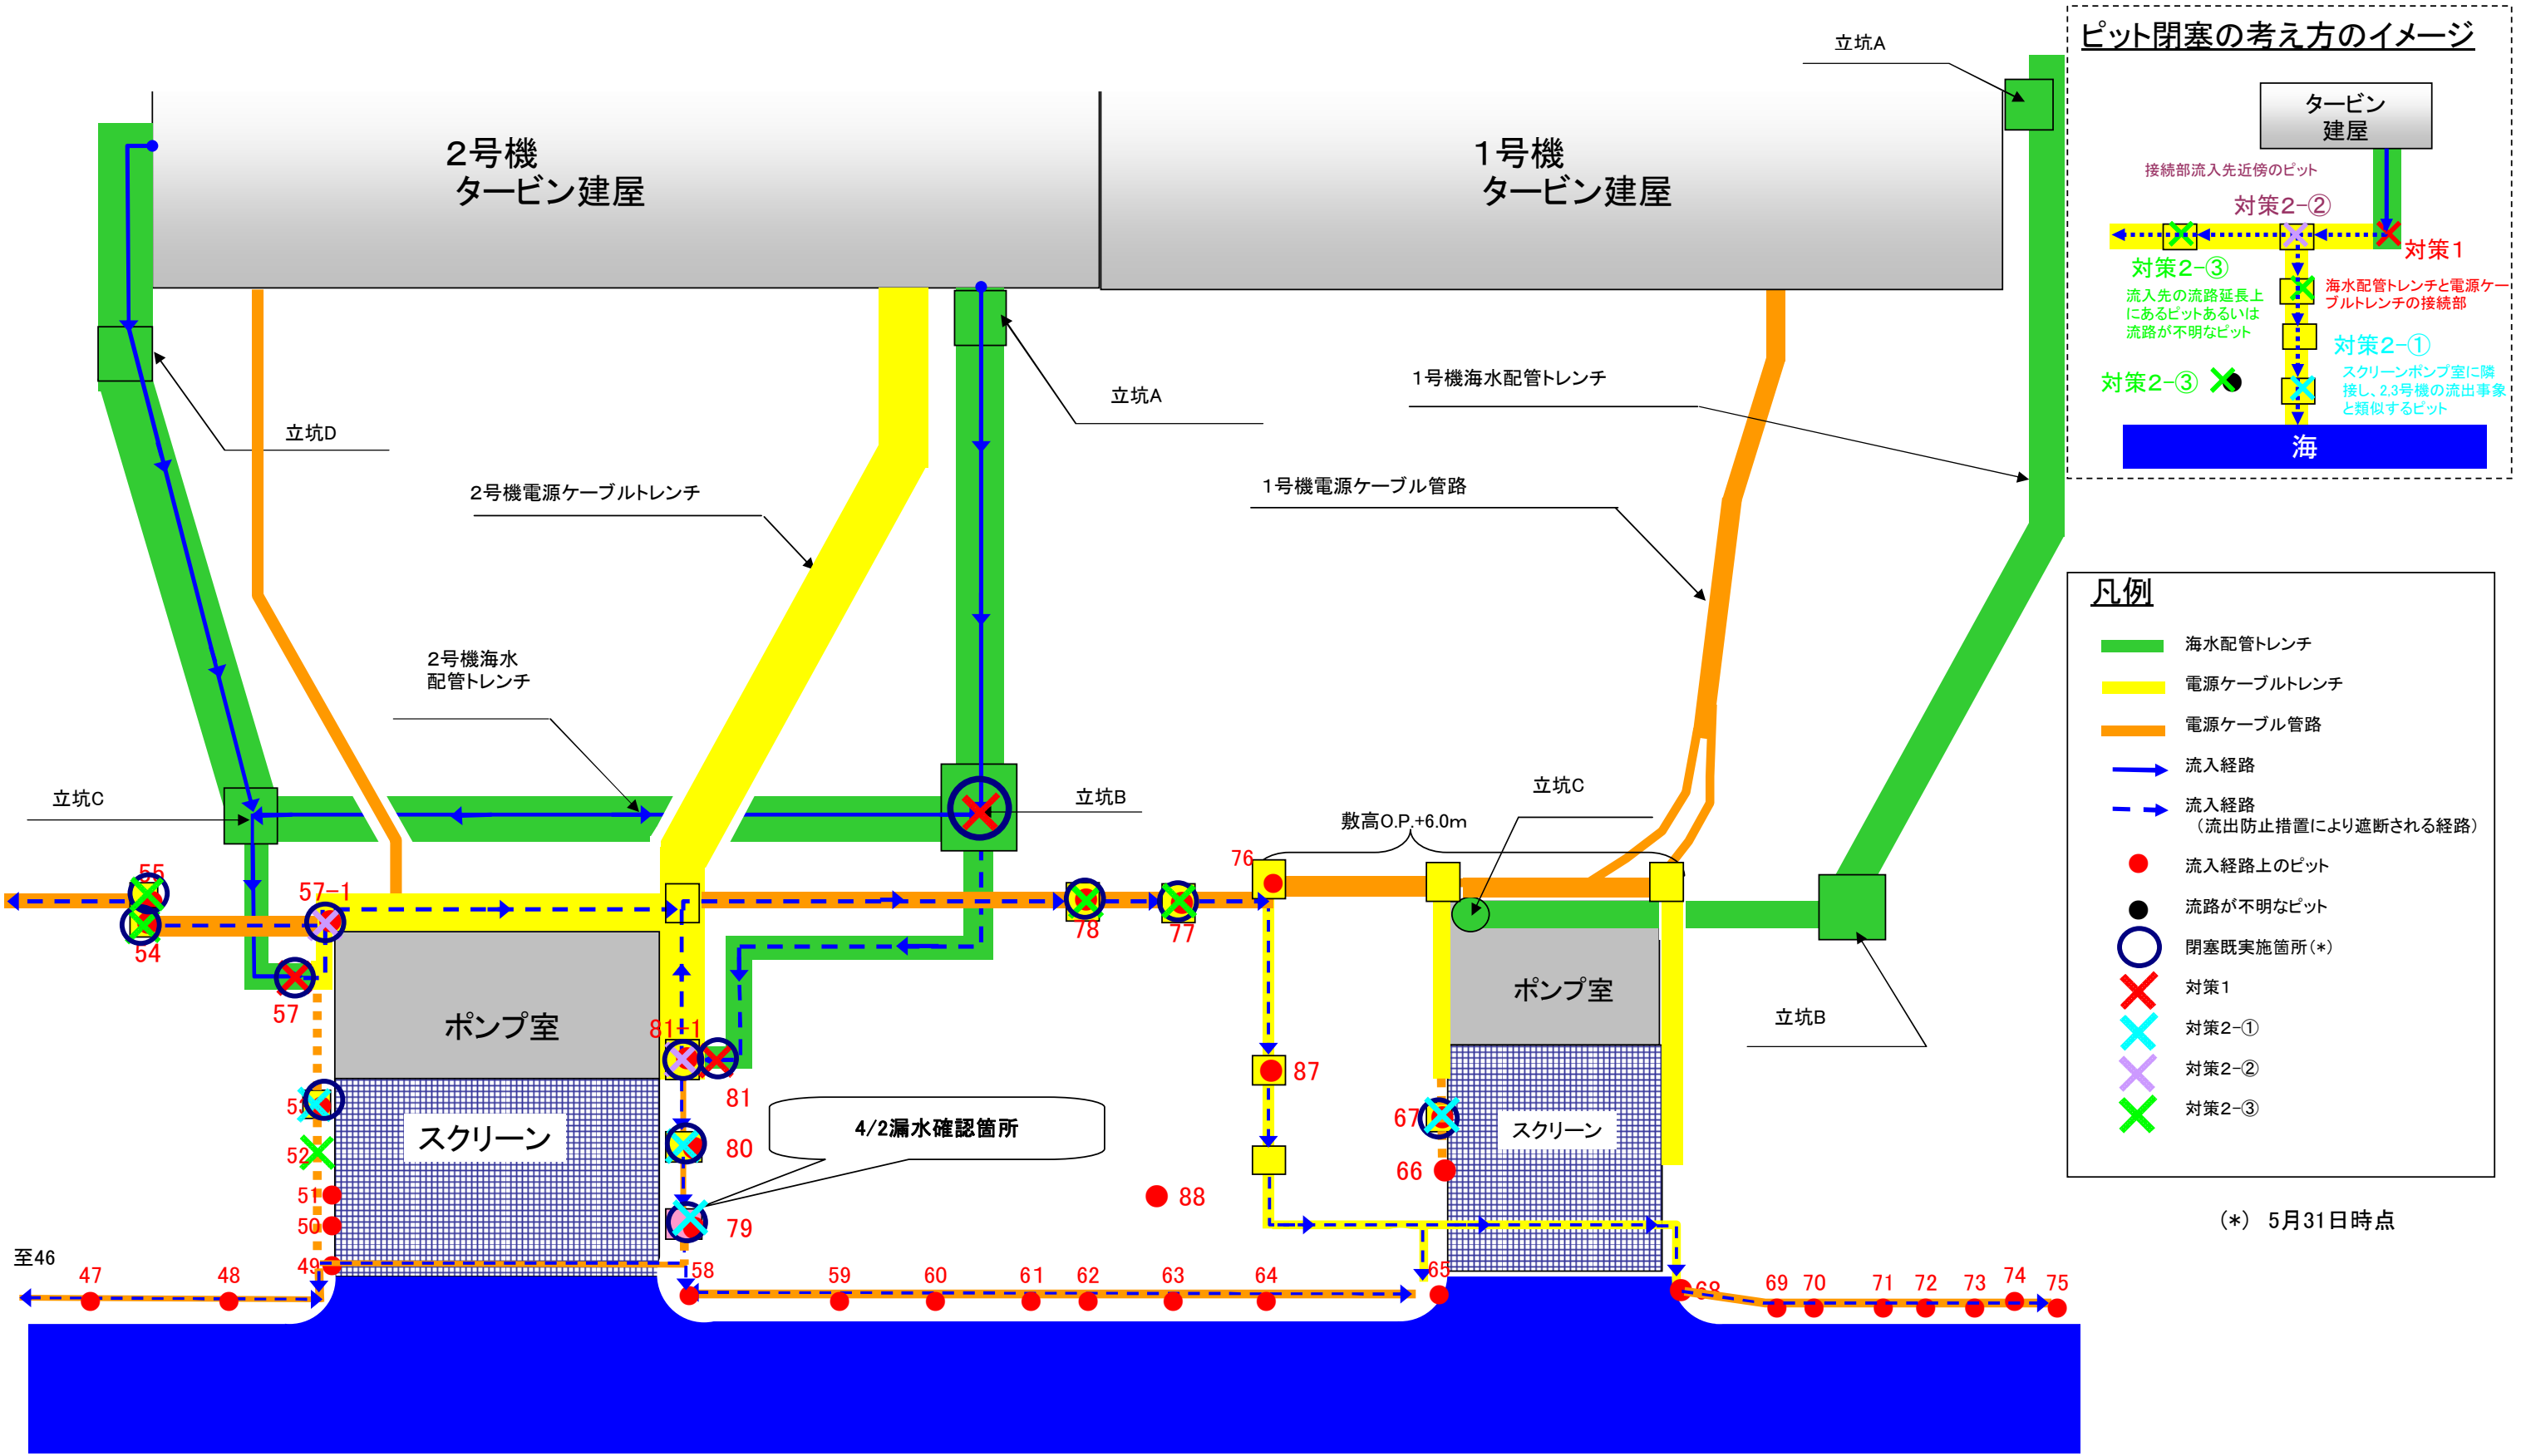 立坑A
ピット閉塞の考え方のイメージ
タービン
建屋
2号機
タービン建屋
1号機
タービン建屋
接続部流入先近傍のピット
対策2-②
対策1
対策2-③
流入先の流路延長上
にあるピットあるいは
流路が不明なピット
海水配管トレンチと電源ケー
ブルトレンチの接続部
対策2-①
スクリーンポンプ室に隣
接し、2,3号機の流出事象
と類似するピット
対策2-③
海
立坑D
立坑A
1号機海水配管トレンチ
2号機電源ケーブルトレンチ
1号機電源ケーブル管路
2号機海水
配管トレンチ
立坑C
立坑B
立坑C
敷高O.P.+6.0m
凡例
海水配管トレンチ
電源ケーブルトレンチ
電源ケーブル管路
流入経路
流入経路
(流出防止措置により遮断される経路)
流入経路上のピット
流路が不明なピット
閉塞既実施箇所(*)
対策1
対策2-①
対策2-②
対策2-③
(*) 5月31日時点
55
54
57-1
57
78
77
76
ポンプ室
ポンプ室
立坑B
81-1
81
87
53
スクリーン
80
4/2漏水確認箇所
67
スクリーン
52
66
51
88
50
79
至46
49
47
48
58
59
60
61
62
63
64
65
68
69
70
71
72
73
74
75